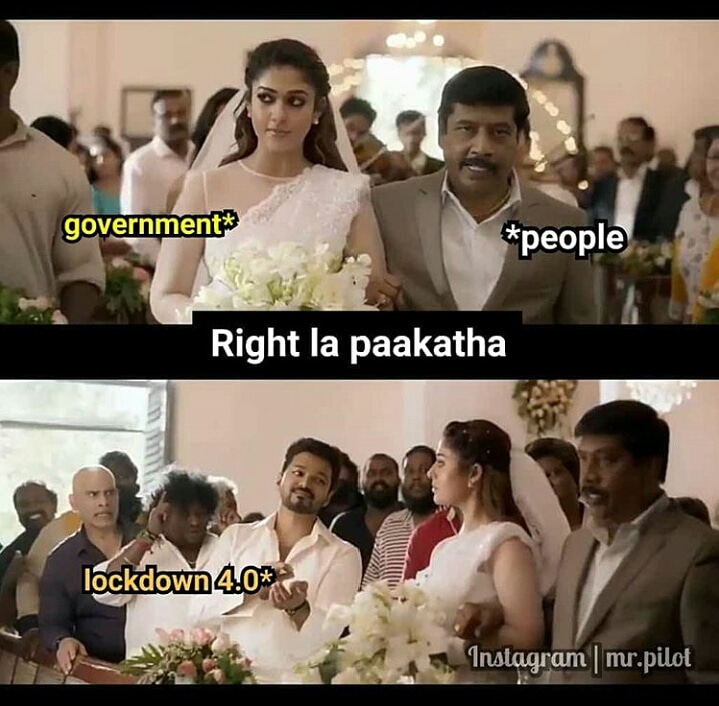 government*
*people
Right la paakatha
lockdown 4.0*
Instagram | mr.pilot